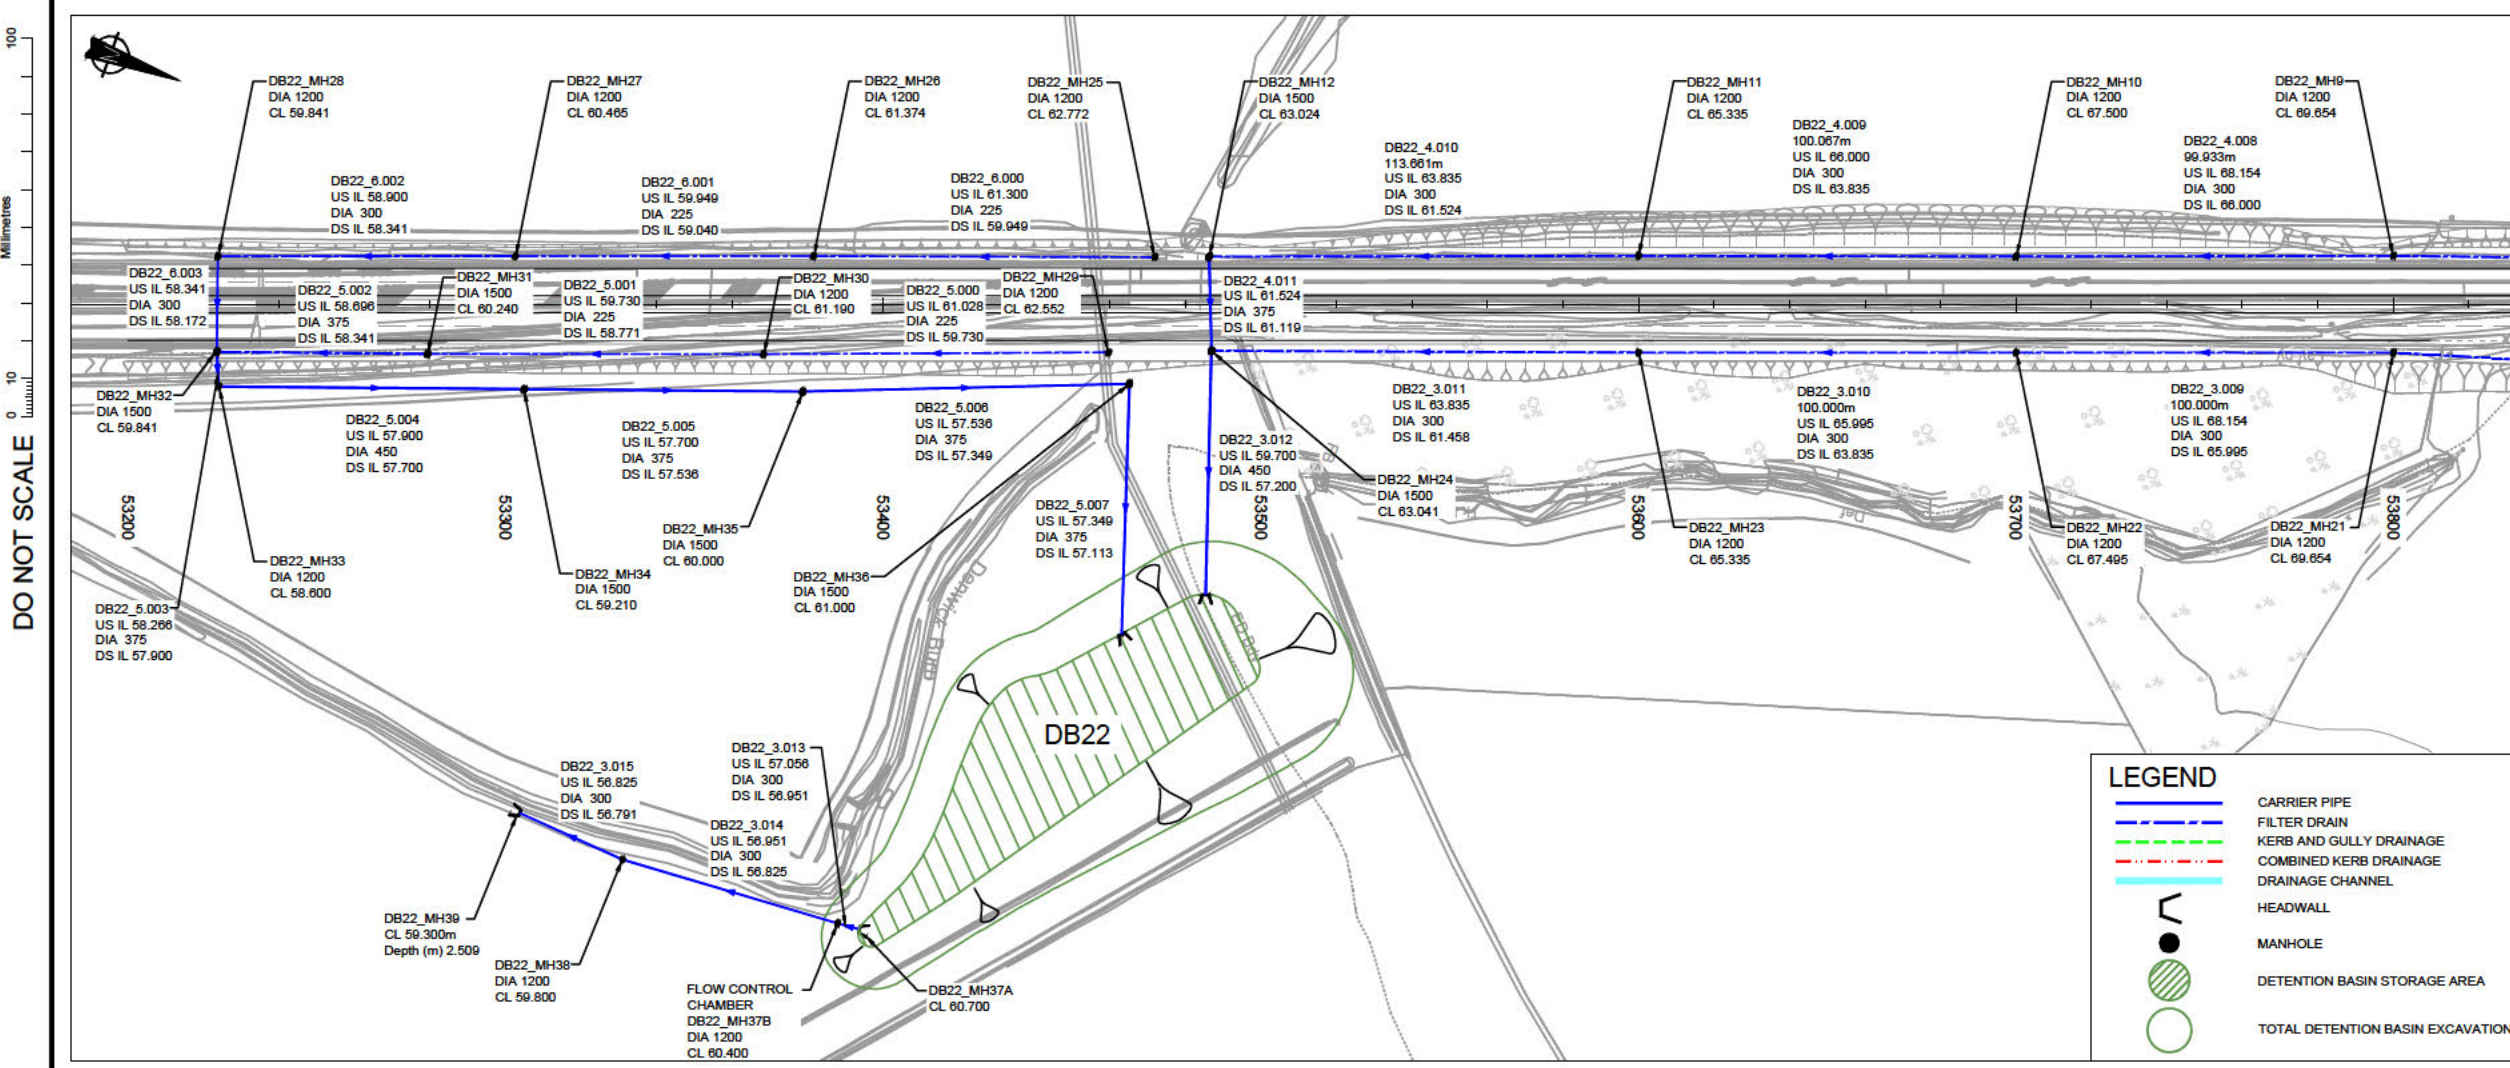 100
Millimetres
10
0
DO NOT SCALE
DB22_MH28
DIA 1200
CL 59.841
DB22_MH27
DIA 1200
CL 60.465
DB22_MH26
DIA 1200
CL 61.374
DB22_MH25
DIA 1200
CL 62.772
DB22_MH12
DIA 1500
CL 63.024
DB22_MH11
DIA 1200
CL 65.335
DB22_MH10
DIA 1200
CL 67.500
DB22_MH9
DIA 1200
CL 69.654
DB22_6.002
US IL 58.900
DIA 300
DS IL 58.341
DB22_6.001
US IL 59.949
DIA 225
DS IL 59.040
DB22_6.000
US IL 61.300
DIA 225
DS IL 59.949
DB22_4.010
113.661m
US IL 63.835
DIA 300
DS IL 61.524
DB22_4.009
100.067m
US IL 66.000
DIA 300
DS IL 63.835
DB22_4.008
99.933m
US IL 68.154
DIA 300
DS IL 66.000
DB22_6.003
US IL 58.341
DIA 300
DS IL 58.172
DB22_5.002
US IL 58.696
DIA 375
DS IL 58.341
DB22_MH31
DIA 1500
CL 60.240
DB22_5.001
US IL 59.730
DIA 225
DS IL 58.771
DB22_MH30
DIA 1200
CL 61.190
DB22_5.000
US IL 61.028
DIA 225
DS IL 59.730
DB22_MH29
DIA 1200
CL 62.552
DB22_4.011
US IL 61.524
DIA 375
DS IL 61.119
DB22_MH32
DIA 1500
CL 59.841
DB22_5.004
US IL 57.900
DIA 450
DS IL 57.700
DB22_5.005
US IL 57.700
DIA 375
DS IL 57.536
DB22_5.006
US IL 57.536
DIA 375
DS IL 57.349
DB22_3.012
US IL 59.700
DIA 450
DS IL 57.200
DB22_3.011
US IL 63.835
DIA 300
DS IL 61.458
DB22_3.010
100.000m
US IL 65.995
DIA 300
DS IL 63.835
DB22_3.009
100.000m
US IL 68.154
DIA 300
DS IL 65.995
53200
53300
53400
53500
53600
53700
53800
FB
Def
DB22_MH24
DIA 1500
CL 63.041
DB22_MH23
DIA 1200
CL 65.335
DB22_MH22
DIA 1200
CL 67.495
DB22_MH21
DIA 1200
CL 69.654
DB22_5.007
US IL 57.349
DIA 375
DS IL 57.113
DB22_MH35
DIA 1500
CL 60.000
DB22_MH33
DIA 1200
CL 58.600
DB22_MH34
DIA 1500
CL 59.210
DB22_MH36
DIA 1500
CL 61.000
DB22_5.003
US IL 58.266
DIA 375
DS IL 57.900
Denwick Burn
ED Bdy
DB22
DB22_3.013
US IL 57.056
DIA 300
DS IL 56.951
DB22_3.015
US IL 56.825
DIA 300
DS IL 56.791
DB22_3.014
US IL 56.951
DIA 300
DS IL 56.825
DB22_MH39
CL 59.300m
Depth (m) 2.509
DB22_MH38
DIA 1200
CL 59.800
FLOW CONTROL
CHAMBER
DB22_MH37B
DIA 1200
CL 60.400
DB22_MH37A
CL 60.700
LEGEND
CARRIER PIPE
FILTER DRAIN
KERB AND GULLY DRAINAGE
COMBINED KERB DRAINAGE
DRAINAGE CHANNEL
HEADWALL
MANHOLE
DETENTION BASIN STORAGE AREA
TOTAL DETENTION BASIN EXCAVATION